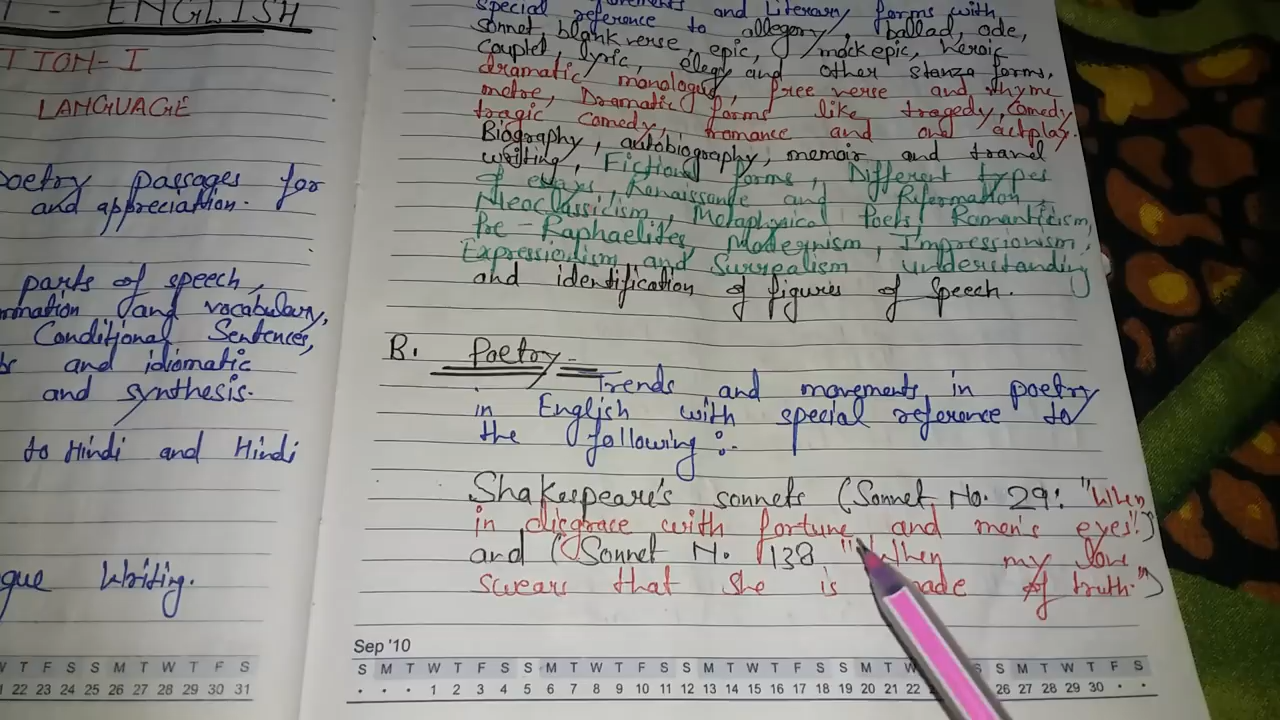 - ENGLISH
TION-I
LANGUAGE
poetry passages for
and appreciation.
parts of speech,
rmation and vocabulary,
Conditional Sentences,
and idiomatic
and synthesis.
to Hindi and Hindi
gue Writing.
special and Literary forms with
reference to allegory, ballad, ode,
sonnet, blank verse, epic, mock epic, heroic
couplet, lyric, elegy and other stanza forms,
dramatic monologue, free verse and rhyme
metre, Dramatic forms like tragedy, comedy
tragic comedy, romance and one actplay.
Biography, autobiography, memoir and travel
writing, Fictional forms, Different types
of essays, Renaissance and Reformation,
Neoclassicism, Metaphysical Poets, Romanticism,
Pre-Raphaelites, Modernism, Impressionism,
Expressionism and Surrealism understanding
and identification of figures of speech.
B. Poetry -
Trends and movements in poetry
in English with special reference to
the following:-
Shakespeare's sonnets (Sonnet No. 29: "When
in disgrace with fortune and men's eyes".)
and (Sonnet N. 138 "When my love
swears that she is made of truth.")
Sep '10
S M T W T F S S M T W T F S S M T W T F S S M T W T F S
1 2 3 4 5 6 7 8 9 10 11 12 13 14 15 16 17 18 19 20 21 22 26 27 28 29 30
W T F S S M T W T F S
22 23 24 25 26 27 28 29 30 31